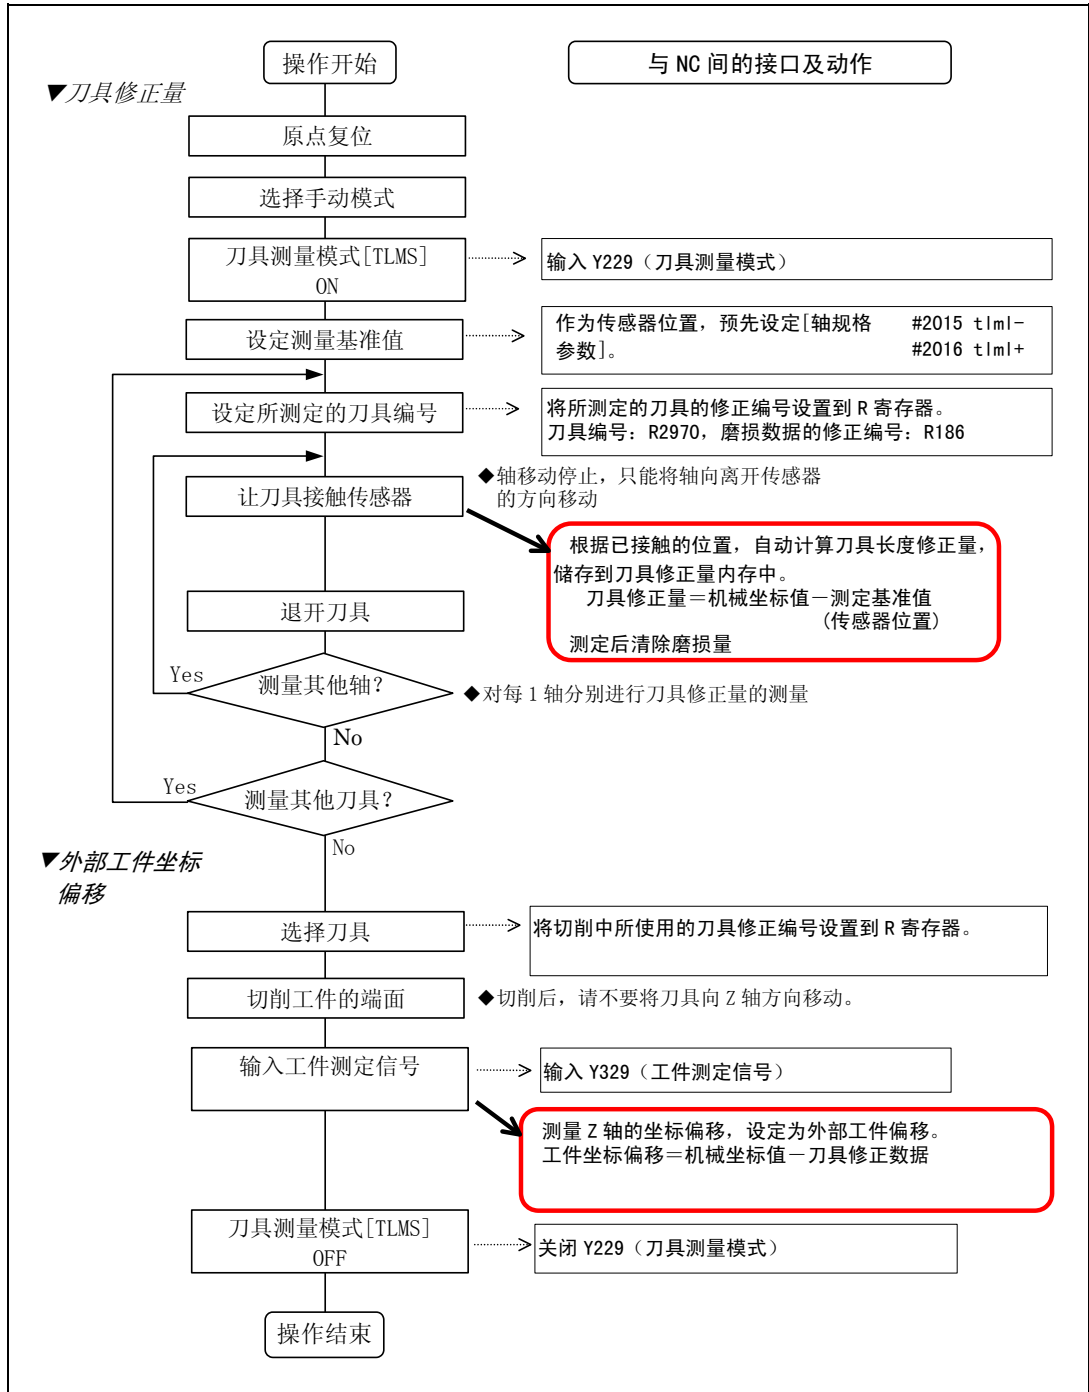 操作开始
与 NC 间的接口及动作
▼刀具修正量
原点复位
选择手动模式
刀具测量模式[TLMS]
ON
输入 Y229（刀具测量模式）
设定测量基准值
作为传感器位置，预先设定[轴规格 #2015 tlml-
参数]。 #2016 tlml+
设定所测定的刀具编号
将所测定的刀具的修正编号设置到 R 寄存器。
刀具编号：R2970，磨损数据的修正编号：R186
让刀具接触传感器
◆轴移动停止，只能将轴向离开传感器
的方向移动
根据已接触的位置，自动计算刀具长度修正量，
储存到刀具修正量内存中。
刀具修正量＝机械坐标值－测定基准值
(传感器位置)
测定后清除磨损量
退开刀具
Yes
测量其他轴？
◆对每 1 轴分别进行刀具修正量的测量
No
Yes
测量其他刀具？
No
▼外部工件坐标
偏移
选择刀具
将切削中所使用的刀具修正编号设置到 R 寄存器。
切削工件的端面
◆切削后，请不要将刀具向 Z 轴方向移动。
输入工件测定信号
输入 Y329（工件测定信号）
测量 Z 轴的坐标偏移，设定为外部工件偏移。
工件坐标偏移＝机械坐标值－刀具修正数据
刀具测量模式[TLMS]
OFF
关闭 Y229（刀具测量模式）
操作结束